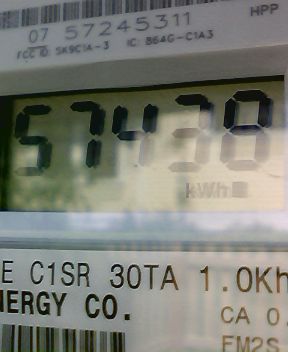 HPP
07 57245311
FCC ID: SK9C1A-3 IC: 864G-C1A3
57438
kWh
E C1SR 30TA 1.0Kh
NERGY CO.
CA 0.
FM2S